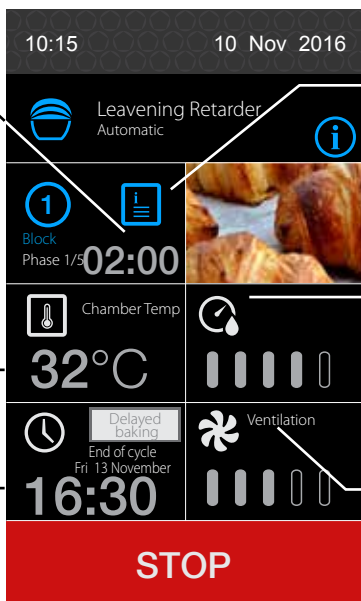 10:15 10 Nov 2016
Leavening Retarder
Automatic
i
1
i
Block
Phase 1/5 02:00
Chamber Temp
32°C
Delayed
baking
End of cycle
Fri 13 November
16:30
Ventilation
STOP